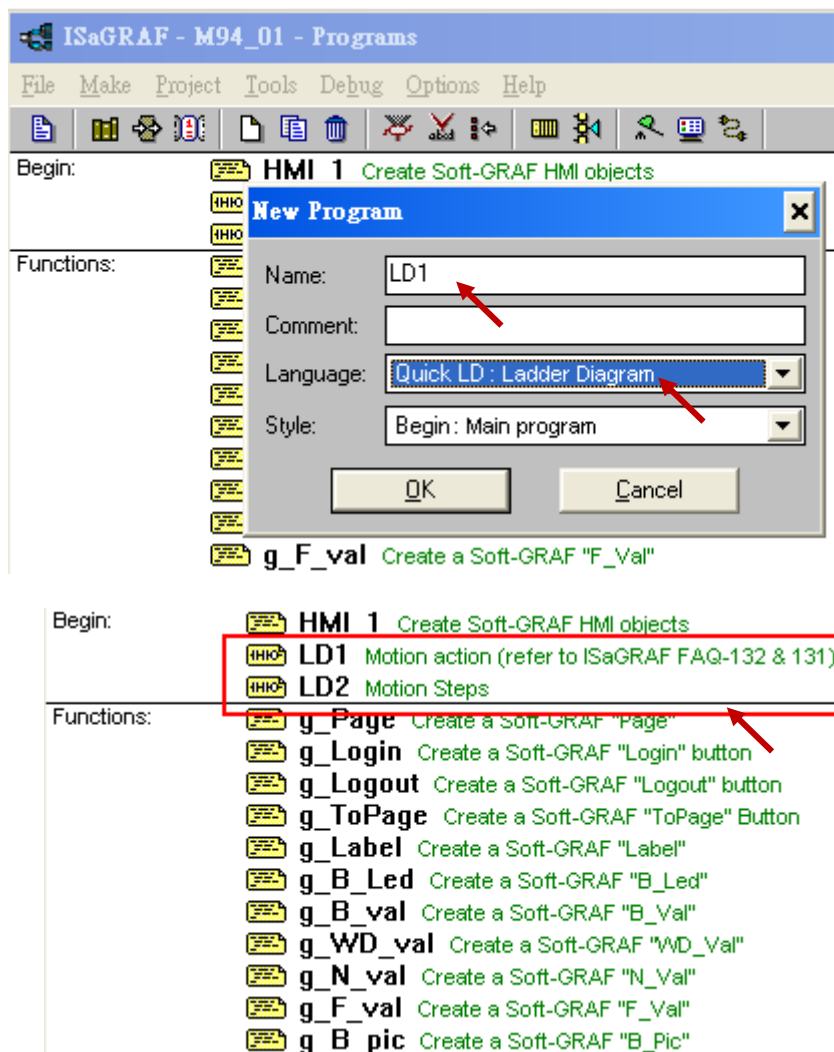 ISaGRAF - M94_01 - Programs
File Make Project Tools Debug Options Help
Begin:
HMI_1 Create Soft-GRAF HMI objects
New Program
Functions:
Name: LD1
Comment:
Language: Quick LD : Ladder Diagram
Style: Begin : Main program
OK Cancel
g_F_val Create a Soft-GRAF "F_Val"
Begin:
HMI_1 Create Soft-GRAF HMI objects
LD1 Motion action (refer to ISaGRAF FAQ-132 & 131)
LD2 Motion Steps
Functions:
g_Page Create a Soft-GRAF "Page"
g_Login Create a Soft-GRAF "Login" button
g_Logout Create a Soft-GRAF "Logout" button
g_ToPage Create a Soft-GRAF "ToPage" Button
g_Label Create a Soft-GRAF "Label"
g_B_Led Create a Soft-GRAF "B_Led"
g_B_val Create a Soft-GRAF "B_Val"
g_WD_val Create a Soft-GRAF "WD_Val"
g_N_val Create a Soft-GRAF "N_Val"
g_F_val Create a Soft-GRAF "F_Val"
g_B_pic Create a Soft-GRAF "B_Pic"